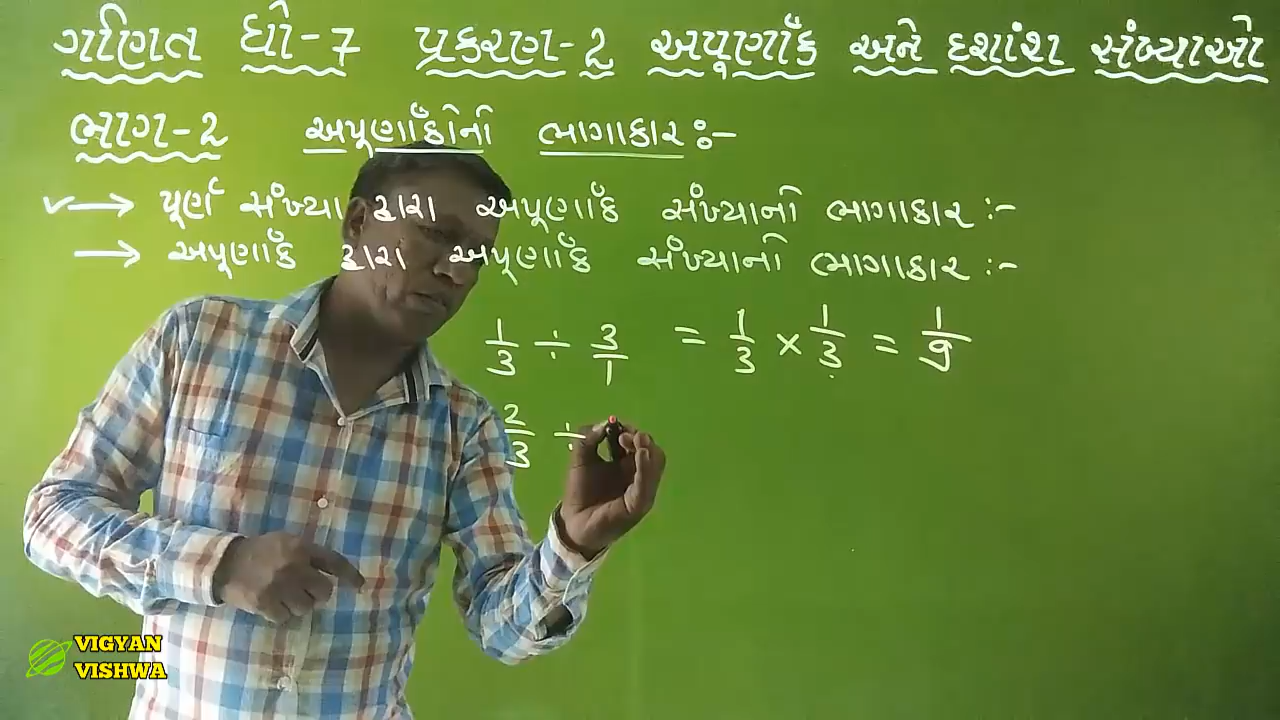 ગણિત ધો-7 પ્રકરણ-2 અપૂર્ણાંક અને દશાંશ સંખ્યાઓ
ભાગ-2 અપૂર્ણાંકોનો ભાગાકાર :-
✓→ પૂર્ણ સંખ્યા દ્વારા અપૂર્ણાંક સંખ્યાનો ભાગાકાર :-
→ અપૂર્ણાંક દ્વારા અપૂર્ણાંક સંખ્યાનો ભાગાકાર :-
1/3 ÷ 3/1 = 1/3 × 1/3 = 1/9
2/3 ÷
VIGYAN
VISHWA